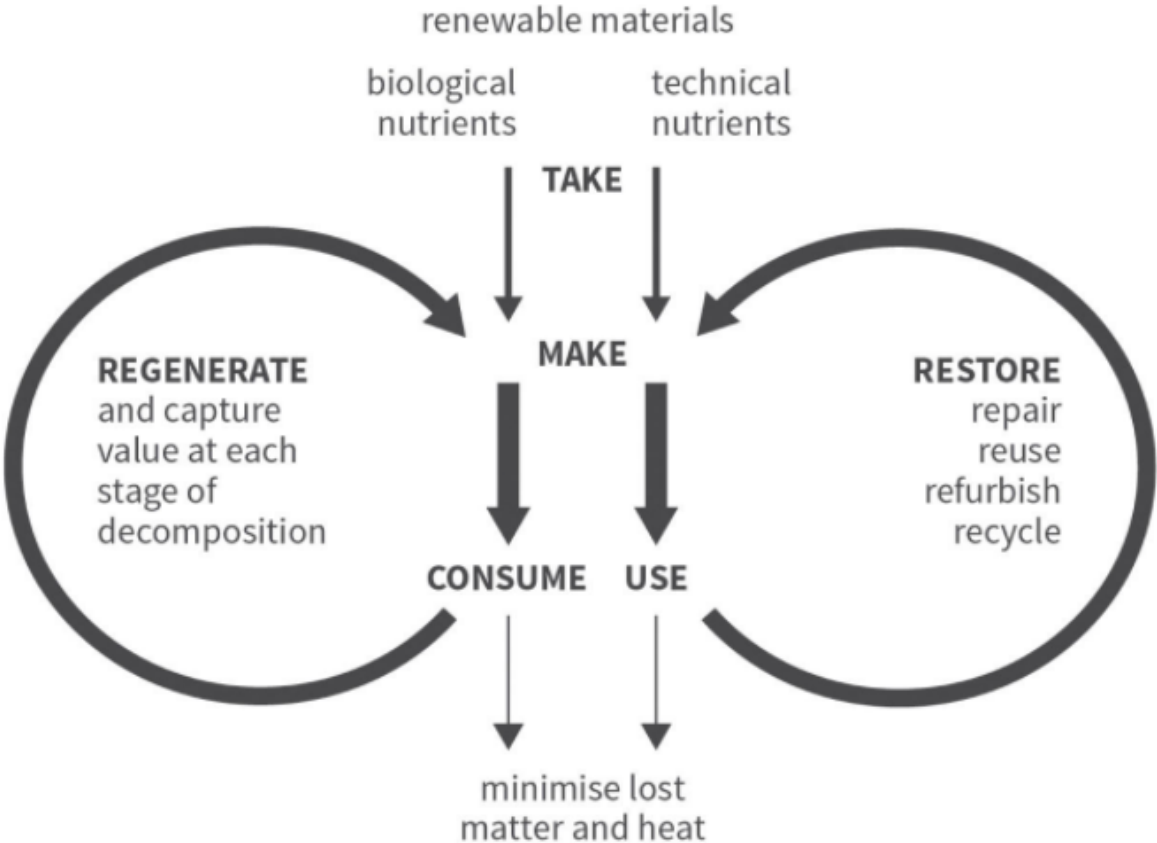 renewable materials
biological
nutrients
technical
nutrients
TAKE
MAKE
REGENERATE
and capture
value at each
stage of
decomposition
RESTORE
repair
reuse
refurbish
recycle
CONSUME
USE
minimise lost
matter and heat